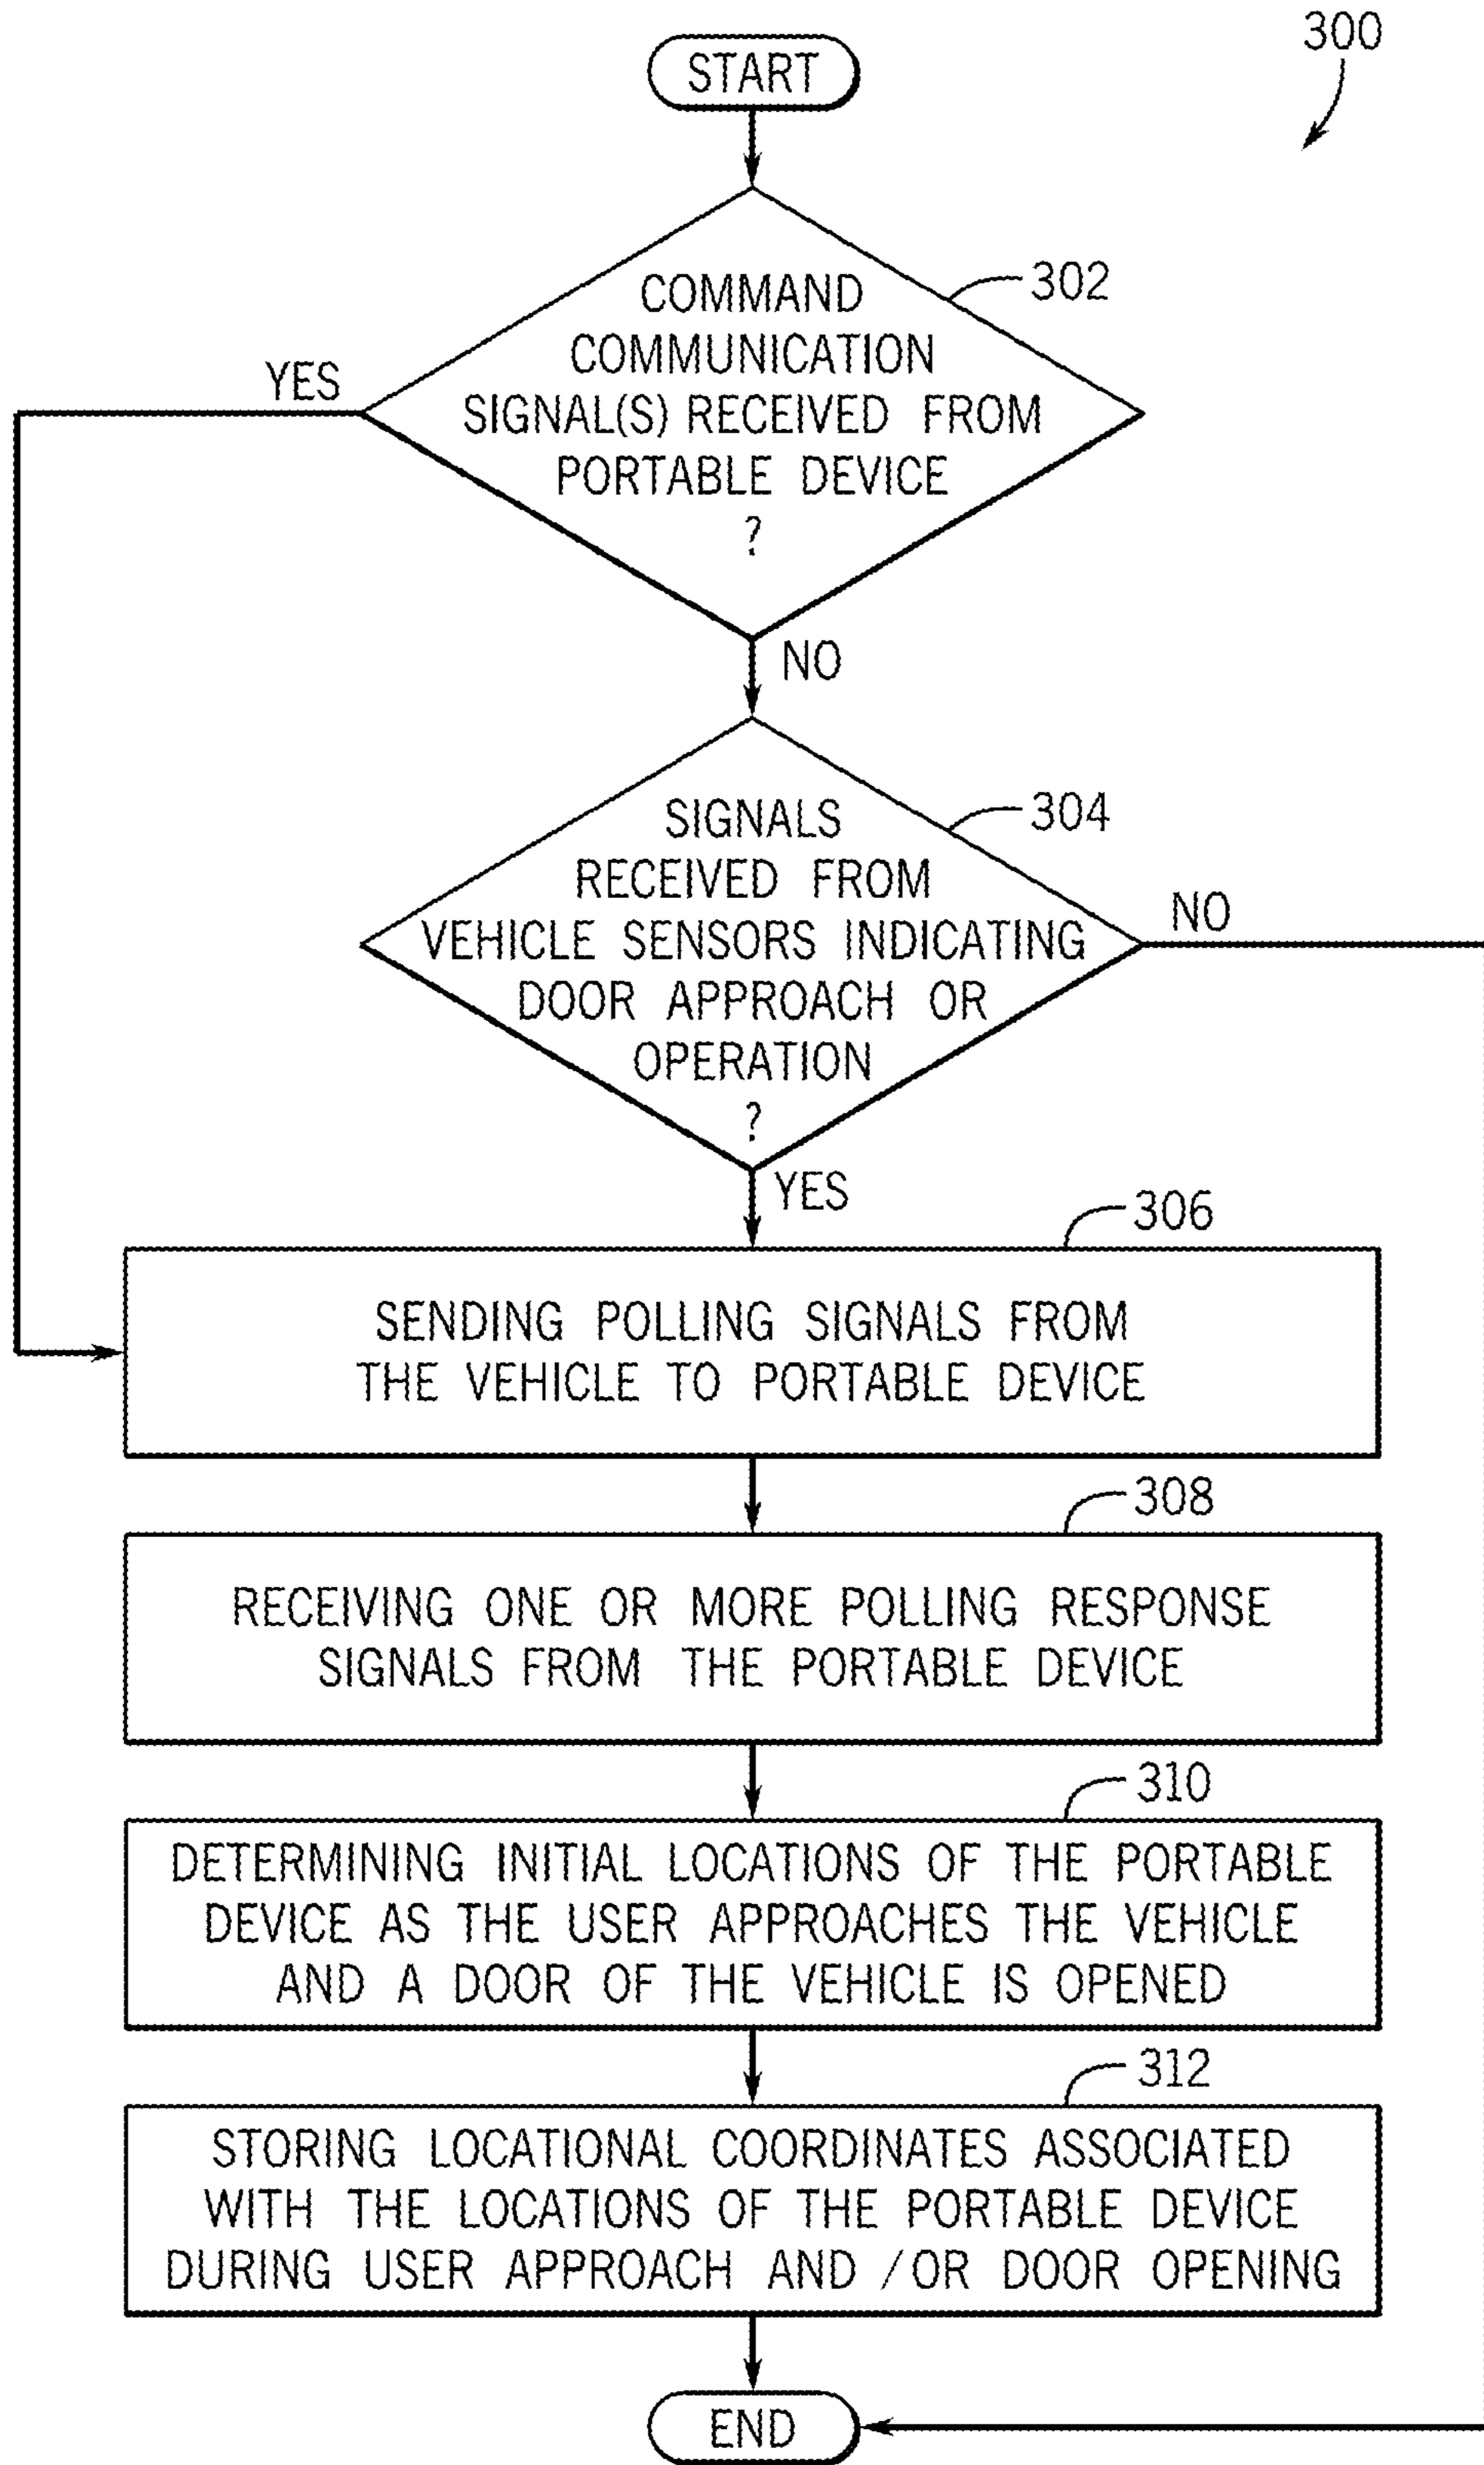 300
START
302
COMMAND
COMMUNICATION
SIGNAL(S) RECEIVED FROM
PORTABLE DEVICE
?
YES
NO
304
SIGNALS
RECEIVED FROM
VEHICLE SENSORS INDICATING
DOOR APPROACH OR
OPERATION
?
NO
YES
306
SENDING POLLING SIGNALS FROM
THE VEHICLE TO PORTABLE DEVICE
308
RECEIVING ONE OR MORE POLLING RESPONSE
SIGNALS FROM THE PORTABLE DEVICE
310
DETERMINING INITIAL LOCATIONS OF THE PORTABLE
DEVICE AS THE USER APPROACHES THE VEHICLE
AND A DOOR OF THE VEHICLE IS OPENED
312
STORING LOCATIONAL COORDINATES ASSOCIATED
WITH THE LOCATIONS OF THE PORTABLE DEVICE
DURING USER APPROACH AND /OR DOOR OPENING
END